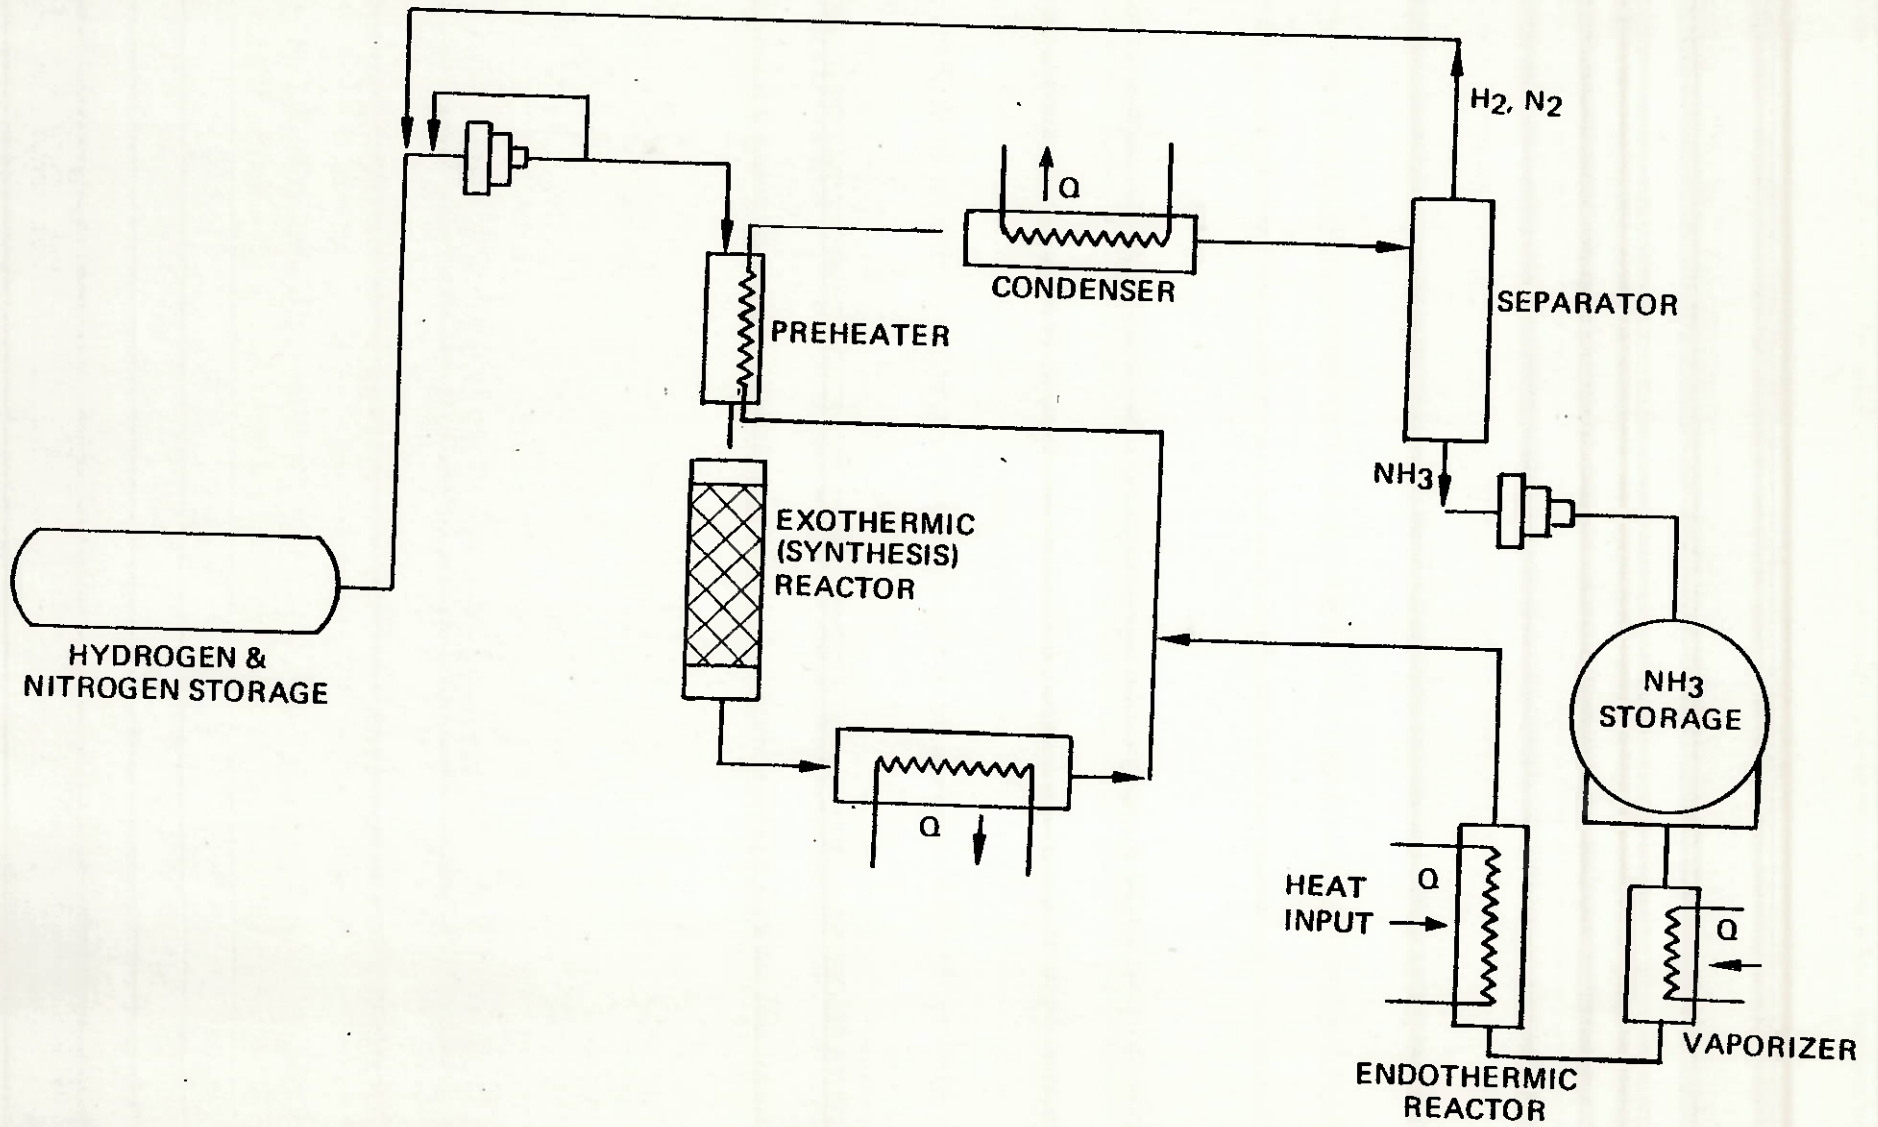 H2, N2
Q
CONDENSER
SEPARATOR
PREHEATER
NH3
EXOTHERMIC
(SYNTHESIS)
REACTOR
HYDROGEN &
NITROGEN STORAGE
NH3
STORAGE
Q
HEAT
INPUT
Q
Q
VAPORIZER
ENDOTHERMIC
REACTOR